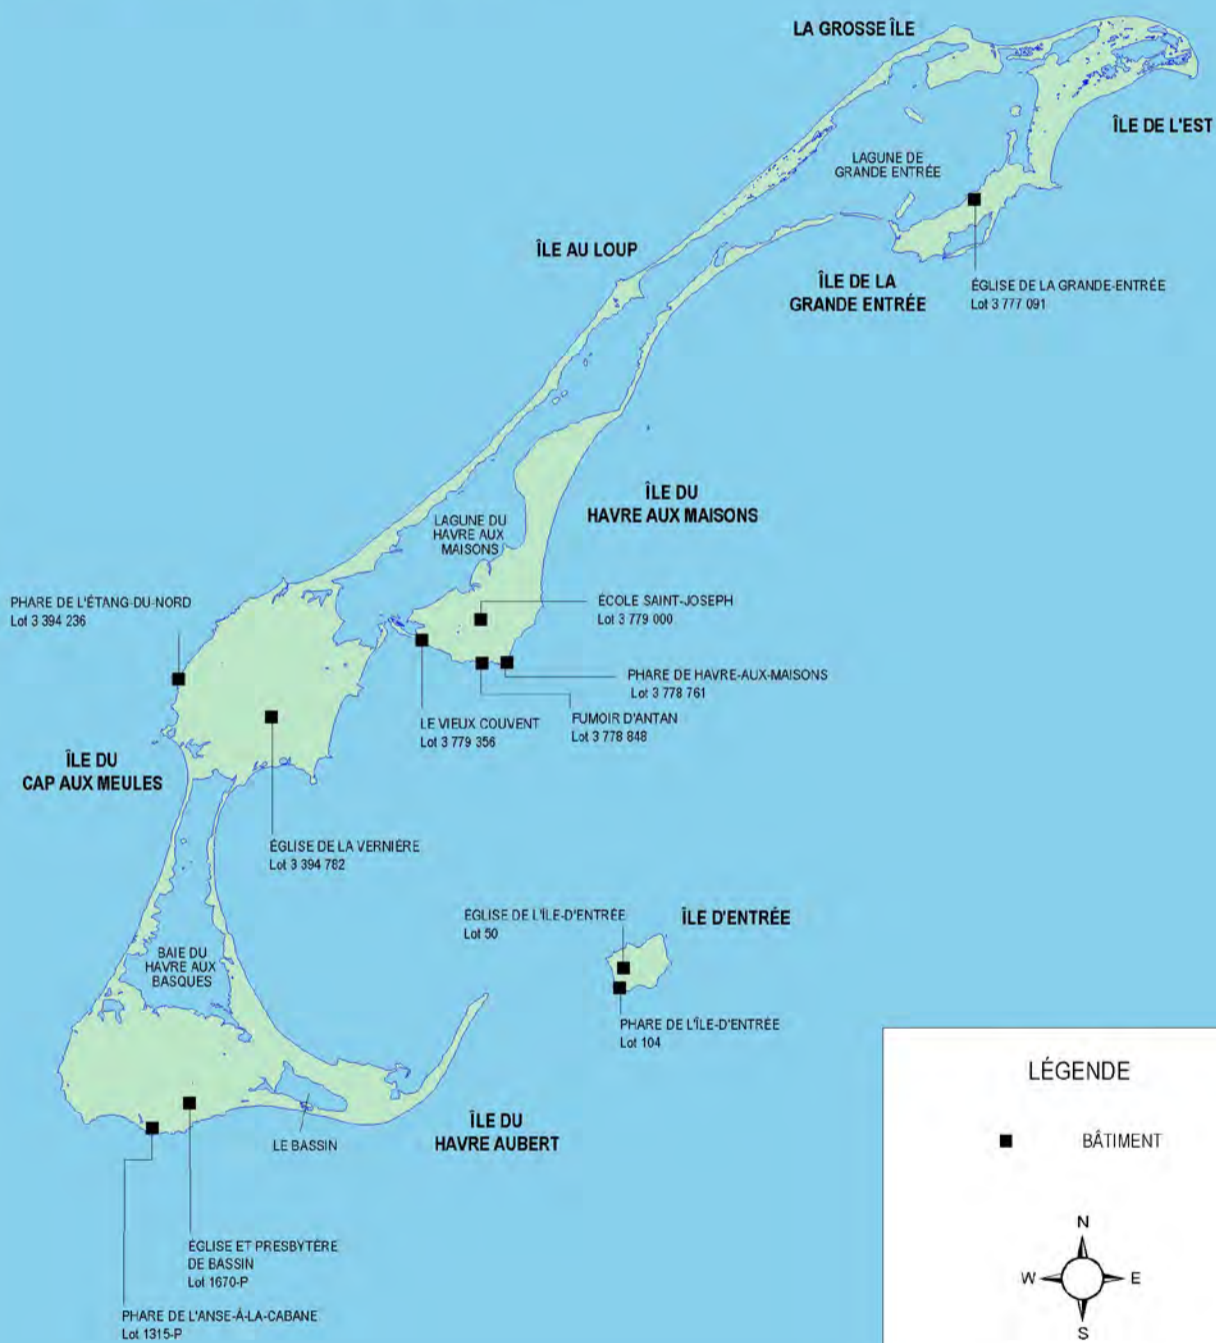 LA GROSSE ÎLE
ÎLE DE L'EST
LAGUNE DE
GRANDE ENTRÉE
ÎLE AU LOUP
ÎLE DE LA
GRANDE ENTRÉE
ÉGLISE DE LA GRANDE-ENTRÉE
Lot 3 777 091
ÎLE DU
HAVRE AUX MAISONS
LAGUNE DU
HAVRE AUX
MAISONS
PHARE DE L'ÉTANG-DU-NORD
Lot 3 394 236
ÉCOLE SAINT-JOSEPH
Lot 3 779 000
PHARE DE HAVRE-AUX-MAISONS
Lot 3 778 761
LE VIEUX COUVENT
Lot 3 779 356
FUMOIR D'ANTAN
Lot 3 778 848
ÎLE DU
CAP AUX MEULES
ÉGLISE DE LA VERNIÈRE
Lot 3 394 782
ÉGLISE DE L'ÎLE-D'ENTRÉE
Lot 50
ÎLE D'ENTRÉE
BAIE DU
HAVRE AUX
BASQUES
PHARE DE L'ÎLE-D'ENTRÉE
Lot 104
ÎLE DU
HAVRE AUBERT
LE BASSIN
ÉGLISE ET PRESBYTÈRE
DE BASSIN
Lot 1670-P
PHARE DE L'ANSE-À-LA-CABANE
Lot 1315-P
LÉGENDE
BÂTIMENT
N
W
E
S